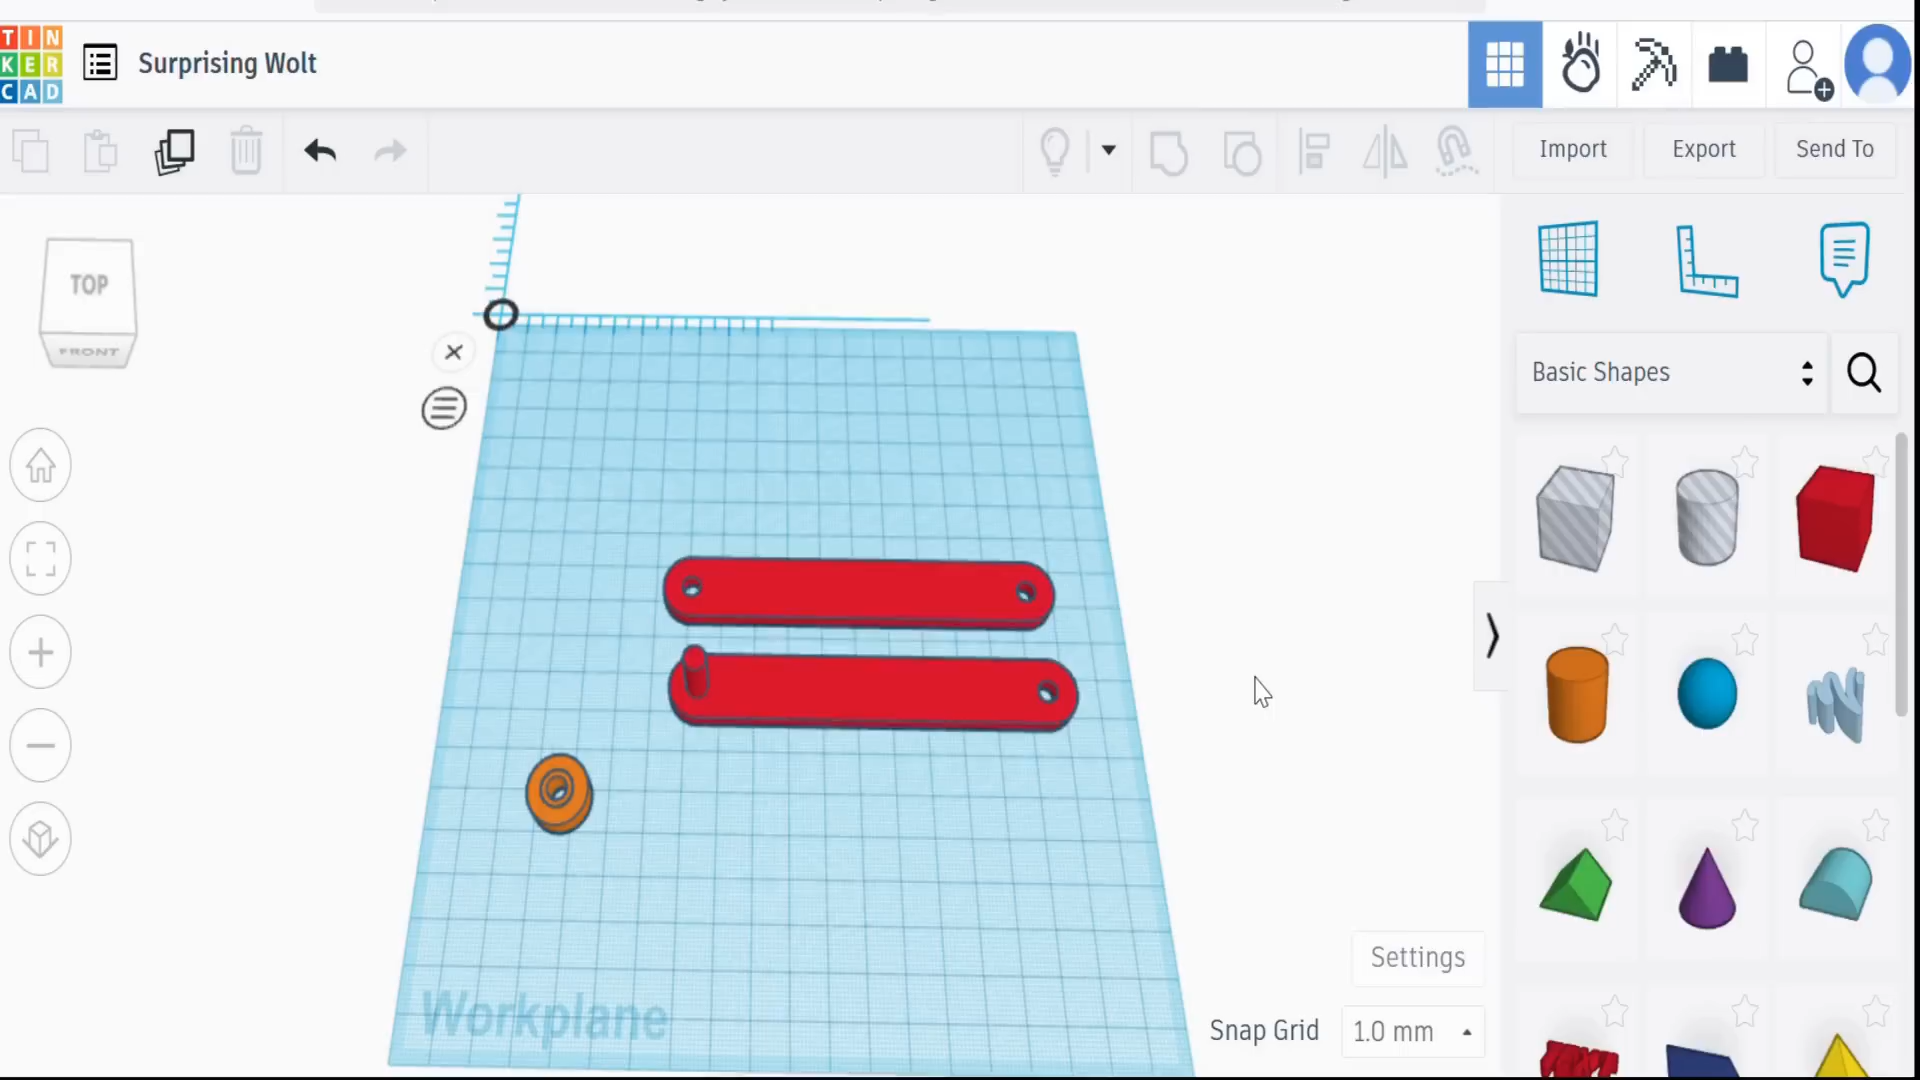 TIN
KER
CAD
Surprising Wolt
Import
Export
Send To
TOP
FRONT
Basic Shapes
Workplane
Settings
Snap Grid
1.0 mm